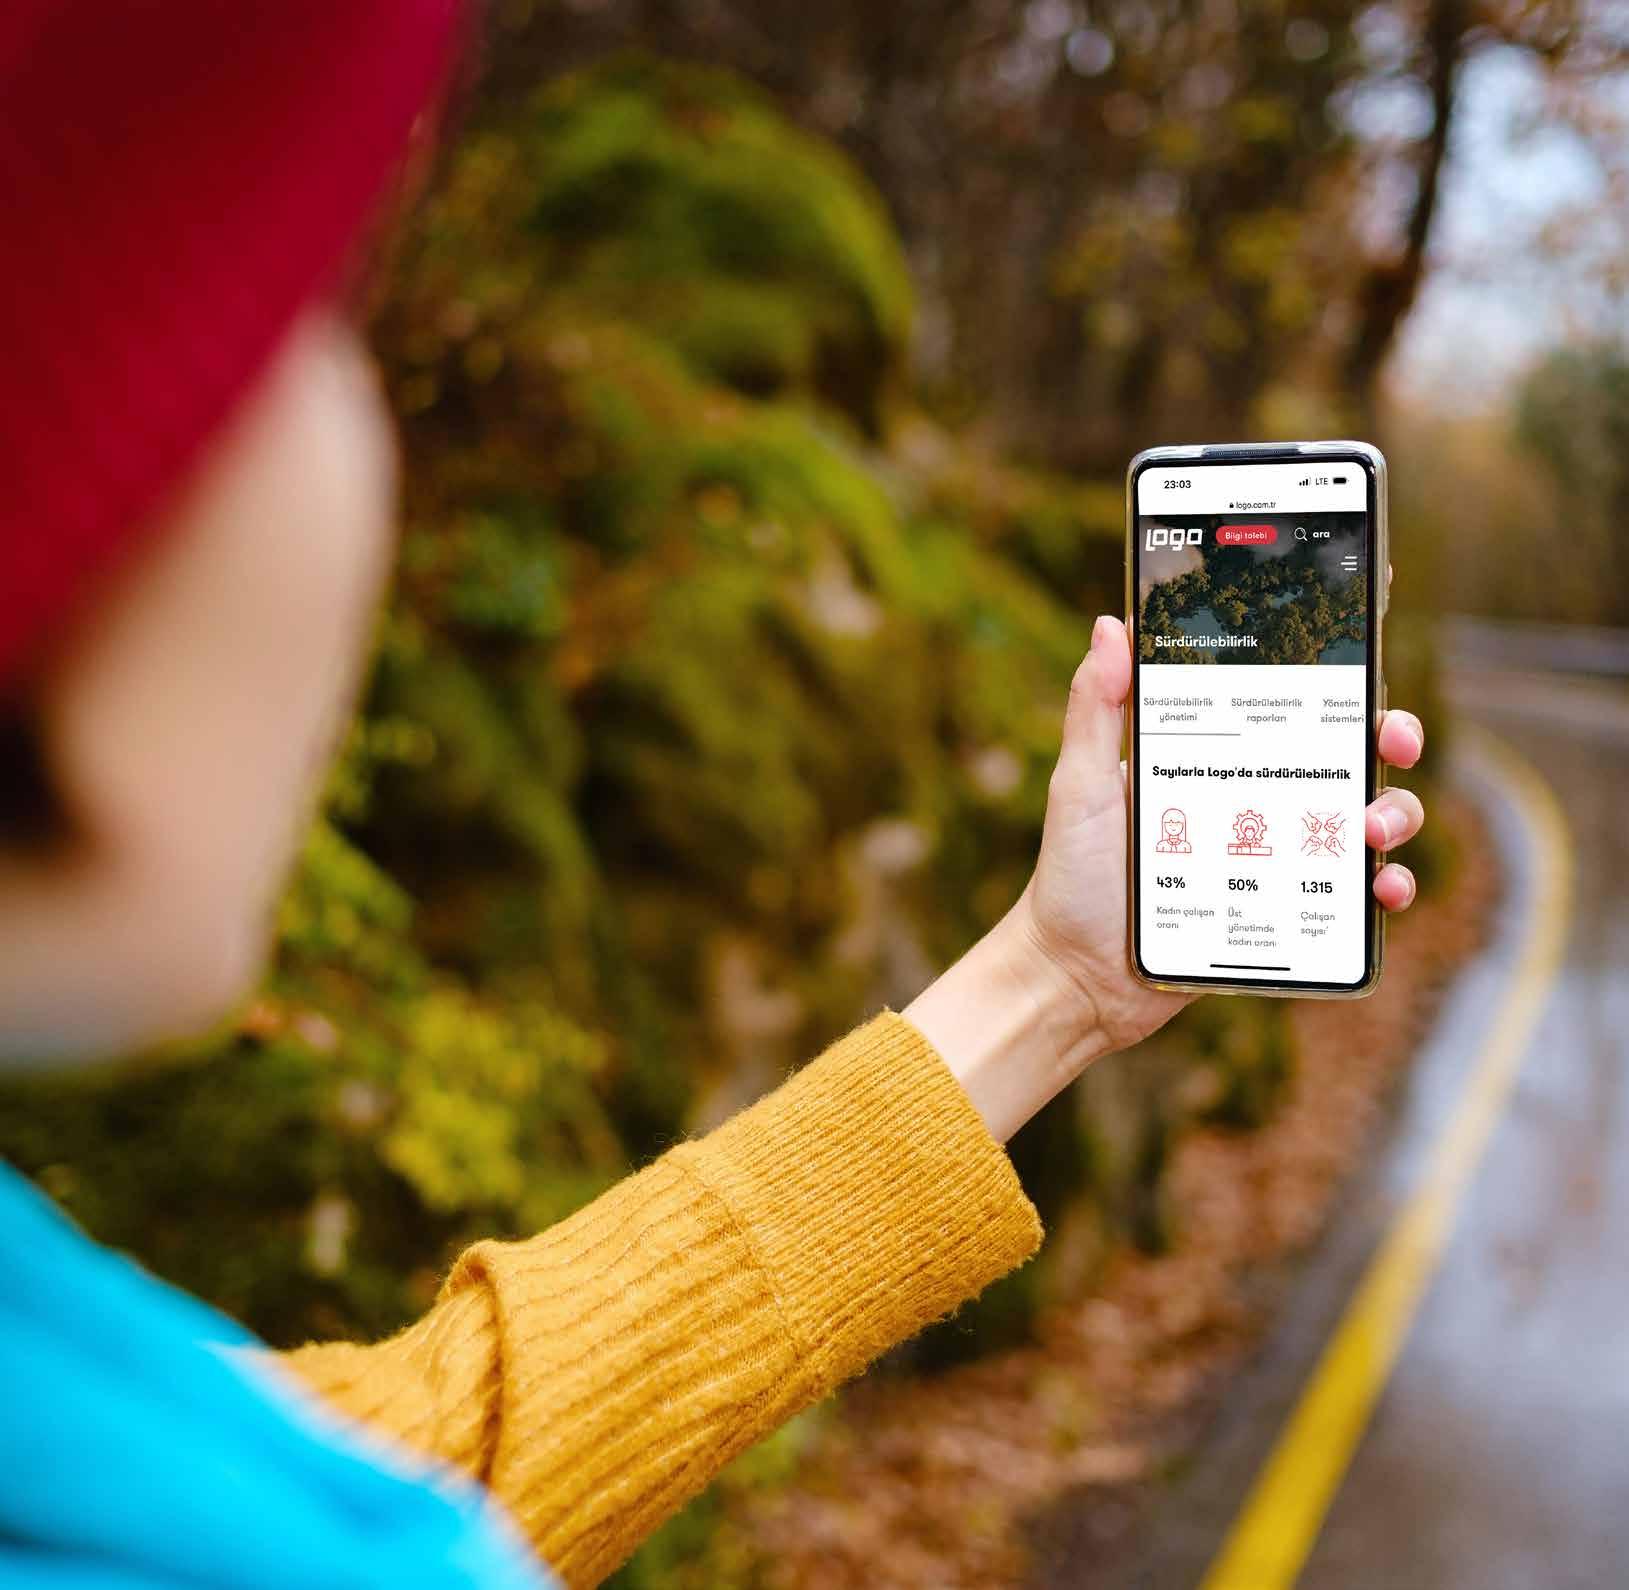 23:03 LTE
logo.com.tr
LOGO Bilgi talebi ara
Sürdürülebilirlik
Sürdürülebilirlik Sürdürülebilirlik Yönetim
yönetimi raporları sistemleri
Sayılarla Logo'da sürdürülebilirlik
43% 50% 1.315
Kadın çalışan Üst Çalışan
oranı yönetimde sayısı*
kadın oranı